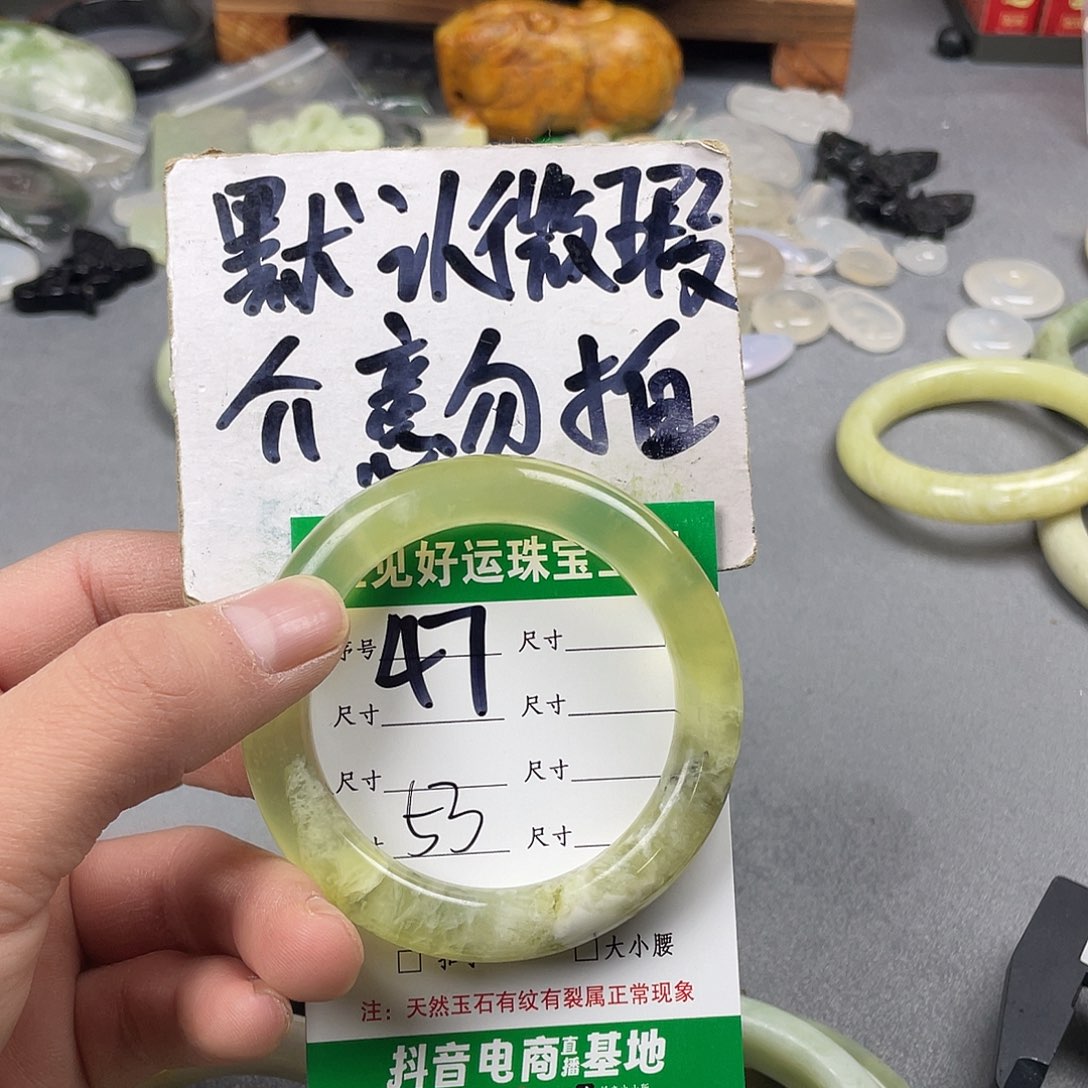 默认微瑕
介意勿拍
见好运珠宝
序号 47 尺寸
尺寸 尺寸
尺寸 尺寸
53 尺寸
大小腰
注：天然玉石有纹有裂属正常现象
抖音电商直播基地